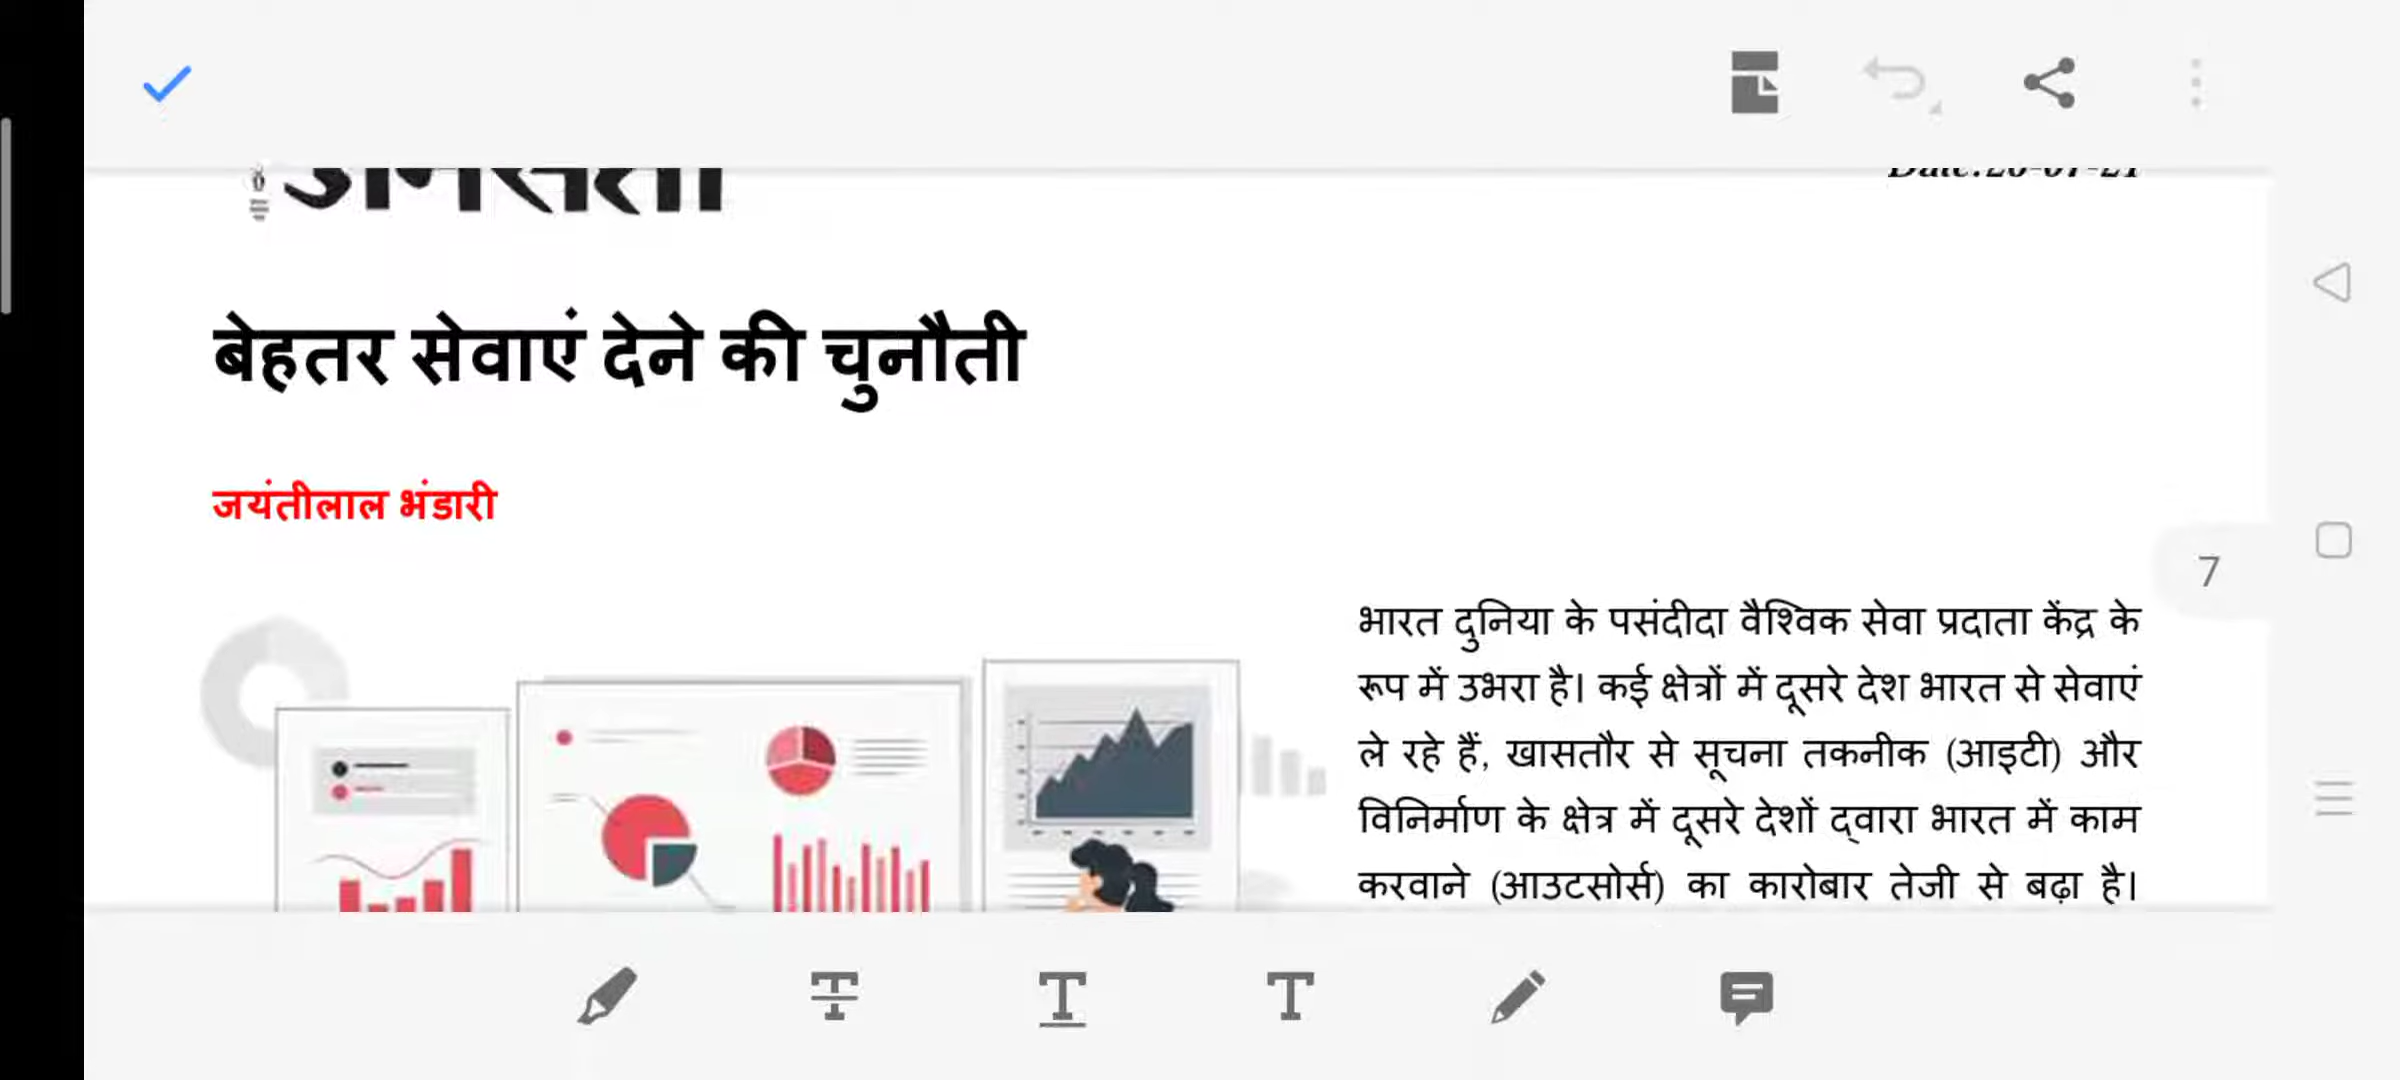 बेहतर सेवाएं देने की चुनौती
जयंतीलाल भंडारी
7
भारत दुनिया के पसंदीदा वैश्विक सेवा प्रदाता केंद्र के
रूप में उभरा है। कई क्षेत्रों में दूसरे देश भारत से सेवाएं
ले रहे हैं, खासतौर से सूचना तकनीक (आइटी) और
विनिर्माण के क्षेत्र में दूसरे देशों द्वारा भारत में काम
करवाने (आउटसोर्स) का कारोबार तेजी से बढ़ा है।